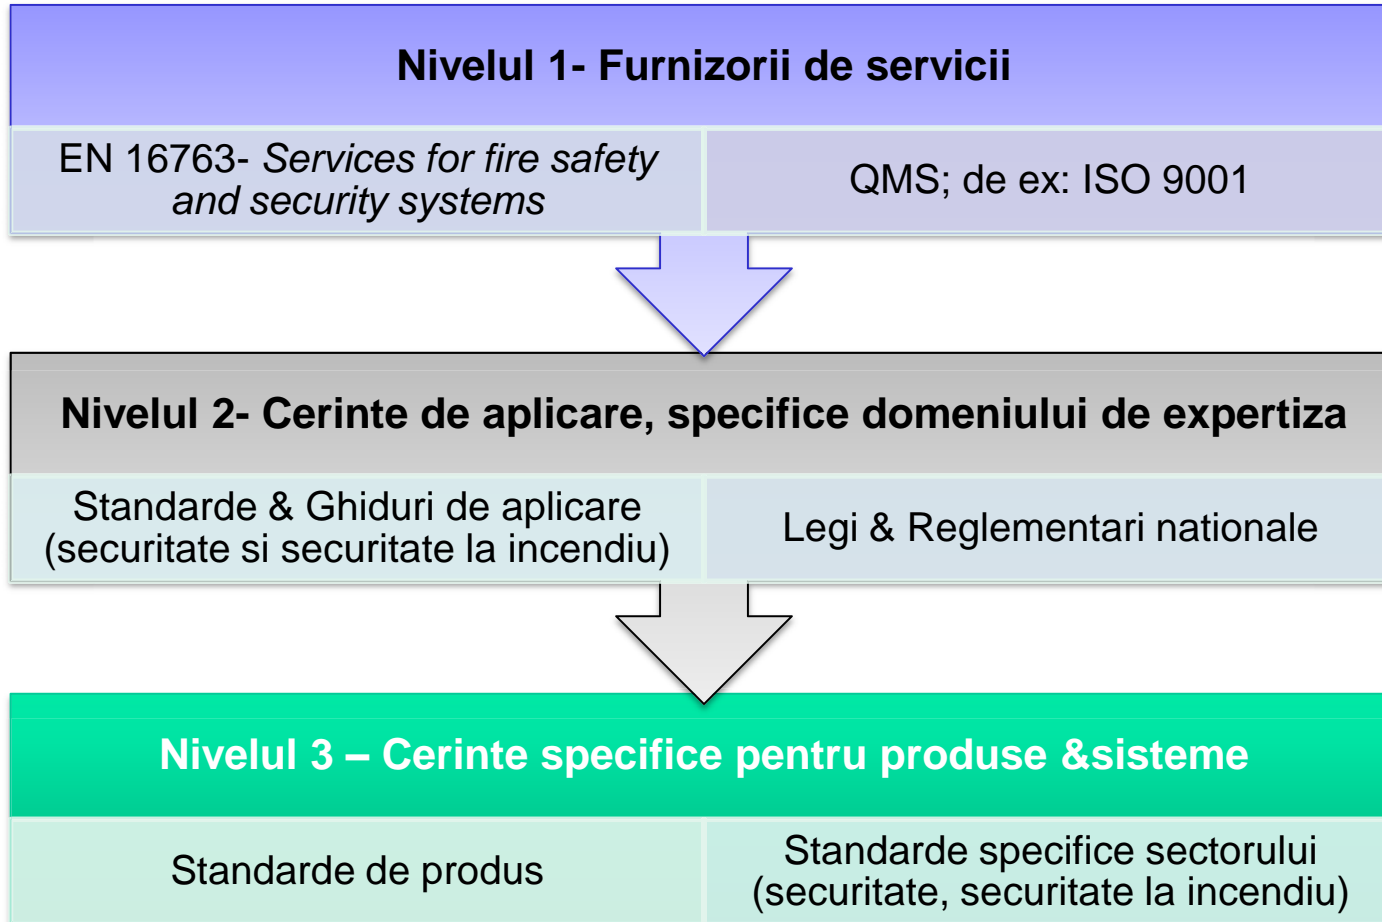 Nivelul 1- Furnizorii de servicii
EN 16763- Services for fire safety
and security systems
QMS; de ex: ISO 9001
Nivelul 2- Cerinte de aplicare, specifice domeniului de expertiza
Standarde & Ghiduri de aplicare
(securitate si securitate la incendiu)
Legi & Reglementari nationale
Nivelul 3 – Cerinte specifice pentru produse &sisteme
Standarde de produs
Standarde specifice sectorului
(securitate, securitate la incendiu)